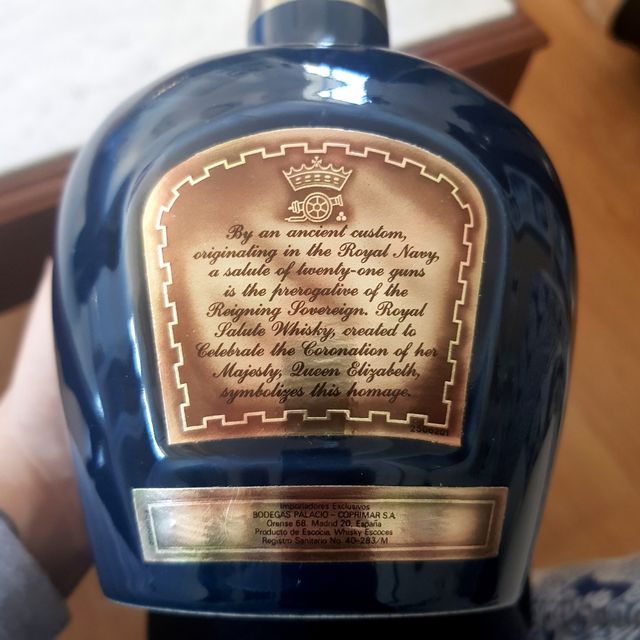 By an ancient custom,
originating in the Royal Navy,
a salute of twenty-one guns
is the prerogative of the
Reigning Sovereign. Royal
Salute Whisky, created to
Celebrate the Coronation of her
Majesty, Queen Elizabeth,
symbolizes this homage.
Importadores Exclusivos
BODEGAS PALACIO - COPRIMAR S.A.
Orense 68. Madrid 20. España
Producto de Escocia, Whisky Escoces
Registro Sanitario No. 40-283/M